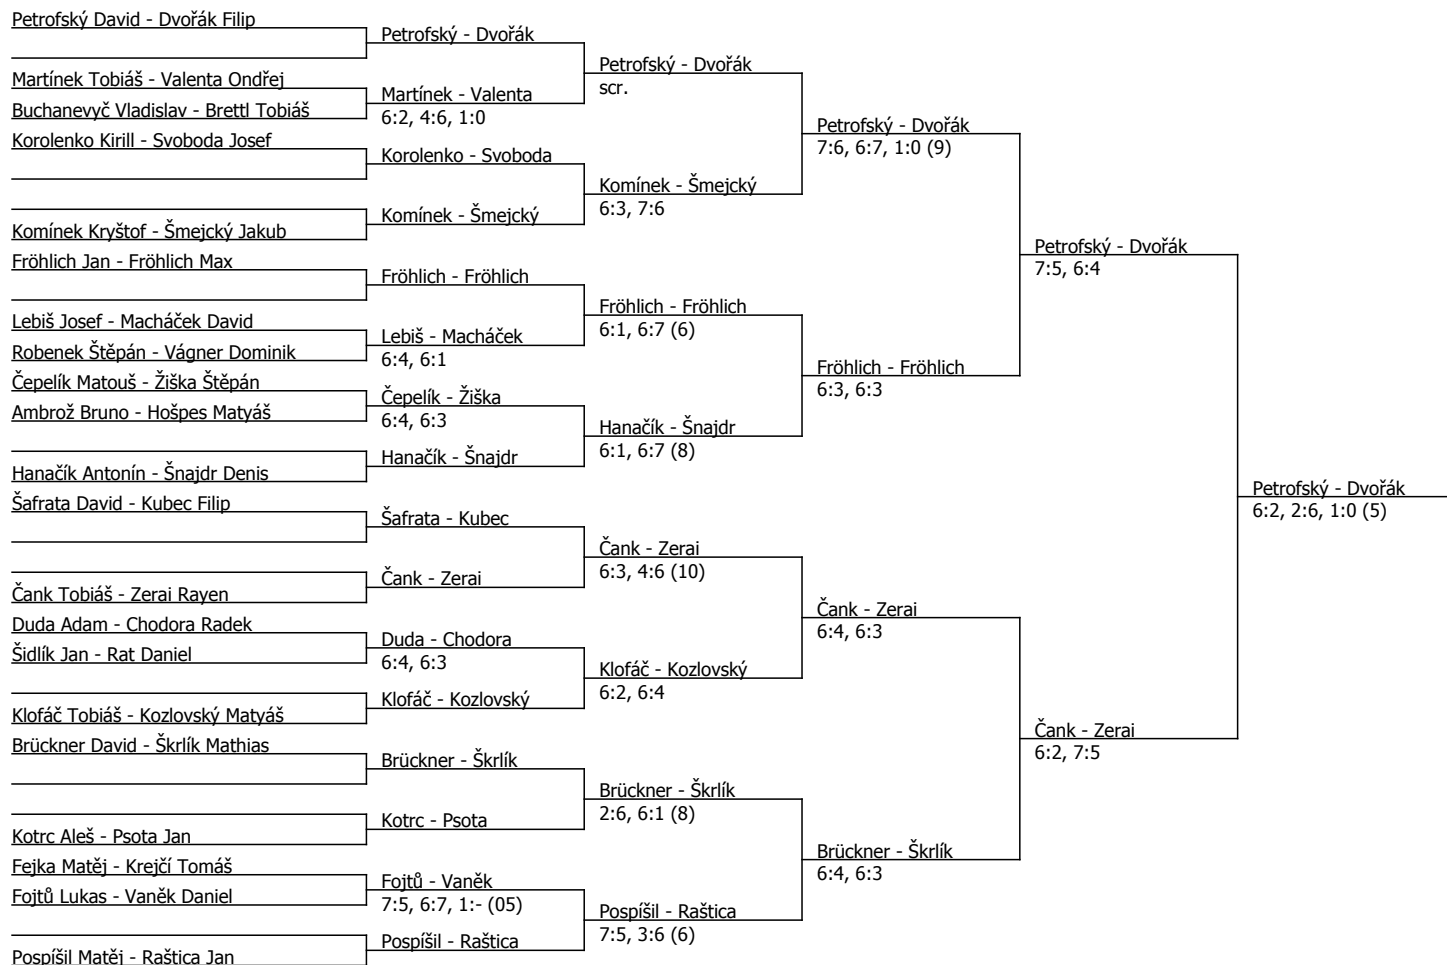 Petrofský David - Dvořák Filip
Martínek Tobiáš - Valenta Ondřej
Buchanevyč Vladislav - Brettl Tobiáš
Korolenko Kirill - Svoboda Josef
Komínek Kryštof - Šmejcký Jakub
Fröhlich Jan - Fröhlich Max
Lebiš Josef - Macháček David
Robenek Štěpán - Vágner Dominik
Čepelík Matouš - Žiška Štěpán
Ambrož Bruno - Hošpes Matyáš
Hanačík Antonín - Šnajdr Denis
Šafrata David - Kubec Filip
Čank Tobiáš - Zerai Rayen
Duda Adam - Chodora Radek
Šidlík Jan - Rat Daniel
Klofáč Tobiáš - Kozlovský Matyáš
Brückner David - Škrlík Mathias
Kotrc Aleš - Psota Jan
Fejka Matěj - Krejčí Tomáš
Fojtů Lukas - Vaněk Daniel
Pospíšil Matěj - Raštica Jan
Petrofský - Dvořák
Martínek - Valenta
6:2, 4:6, 1:0
Korolenko - Svoboda
Komínek - Šmejcký
Fröhlich - Fröhlich
Lebiš - Macháček
6:4, 6:1
Čepelík - Žiška
6:4, 6:3
Hanačík - Šnajdr
Šafrata - Kubec
Čank - Zerai
Duda - Chodora
6:4, 6:3
Klofáč - Kozlovský
Brückner - Škrlík
Kotrc - Psota
Fojtů - Vaněk
7:5, 6:7, 1:- (05)
Pospíšil - Raštica
Petrofský - Dvořák
scr.
Komínek - Šmejcký
6:3, 7:6
Fröhlich - Fröhlich
6:1, 6:7 (6)
Hanačík - Šnajdr
6:1, 6:7 (8)
Čank - Zerai
6:3, 4:6 (10)
Klofáč - Kozlovský
6:2, 6:4
Brückner - Škrlík
2:6, 6:1 (8)
Pospíšil - Raštica
7:5, 3:6 (6)
Petrofský - Dvořák
7:6, 6:7, 1:0 (9)
Fröhlich - Fröhlich
6:3, 6:3
Čank - Zerai
6:4, 6:3
Brückner - Škrlík
6:4, 6:3
Petrofský - Dvořák
7:5, 6:4
Čank - Zerai
6:2, 7:5
Petrofský - Dvořák
6:2, 2:6, 1:0 (5)